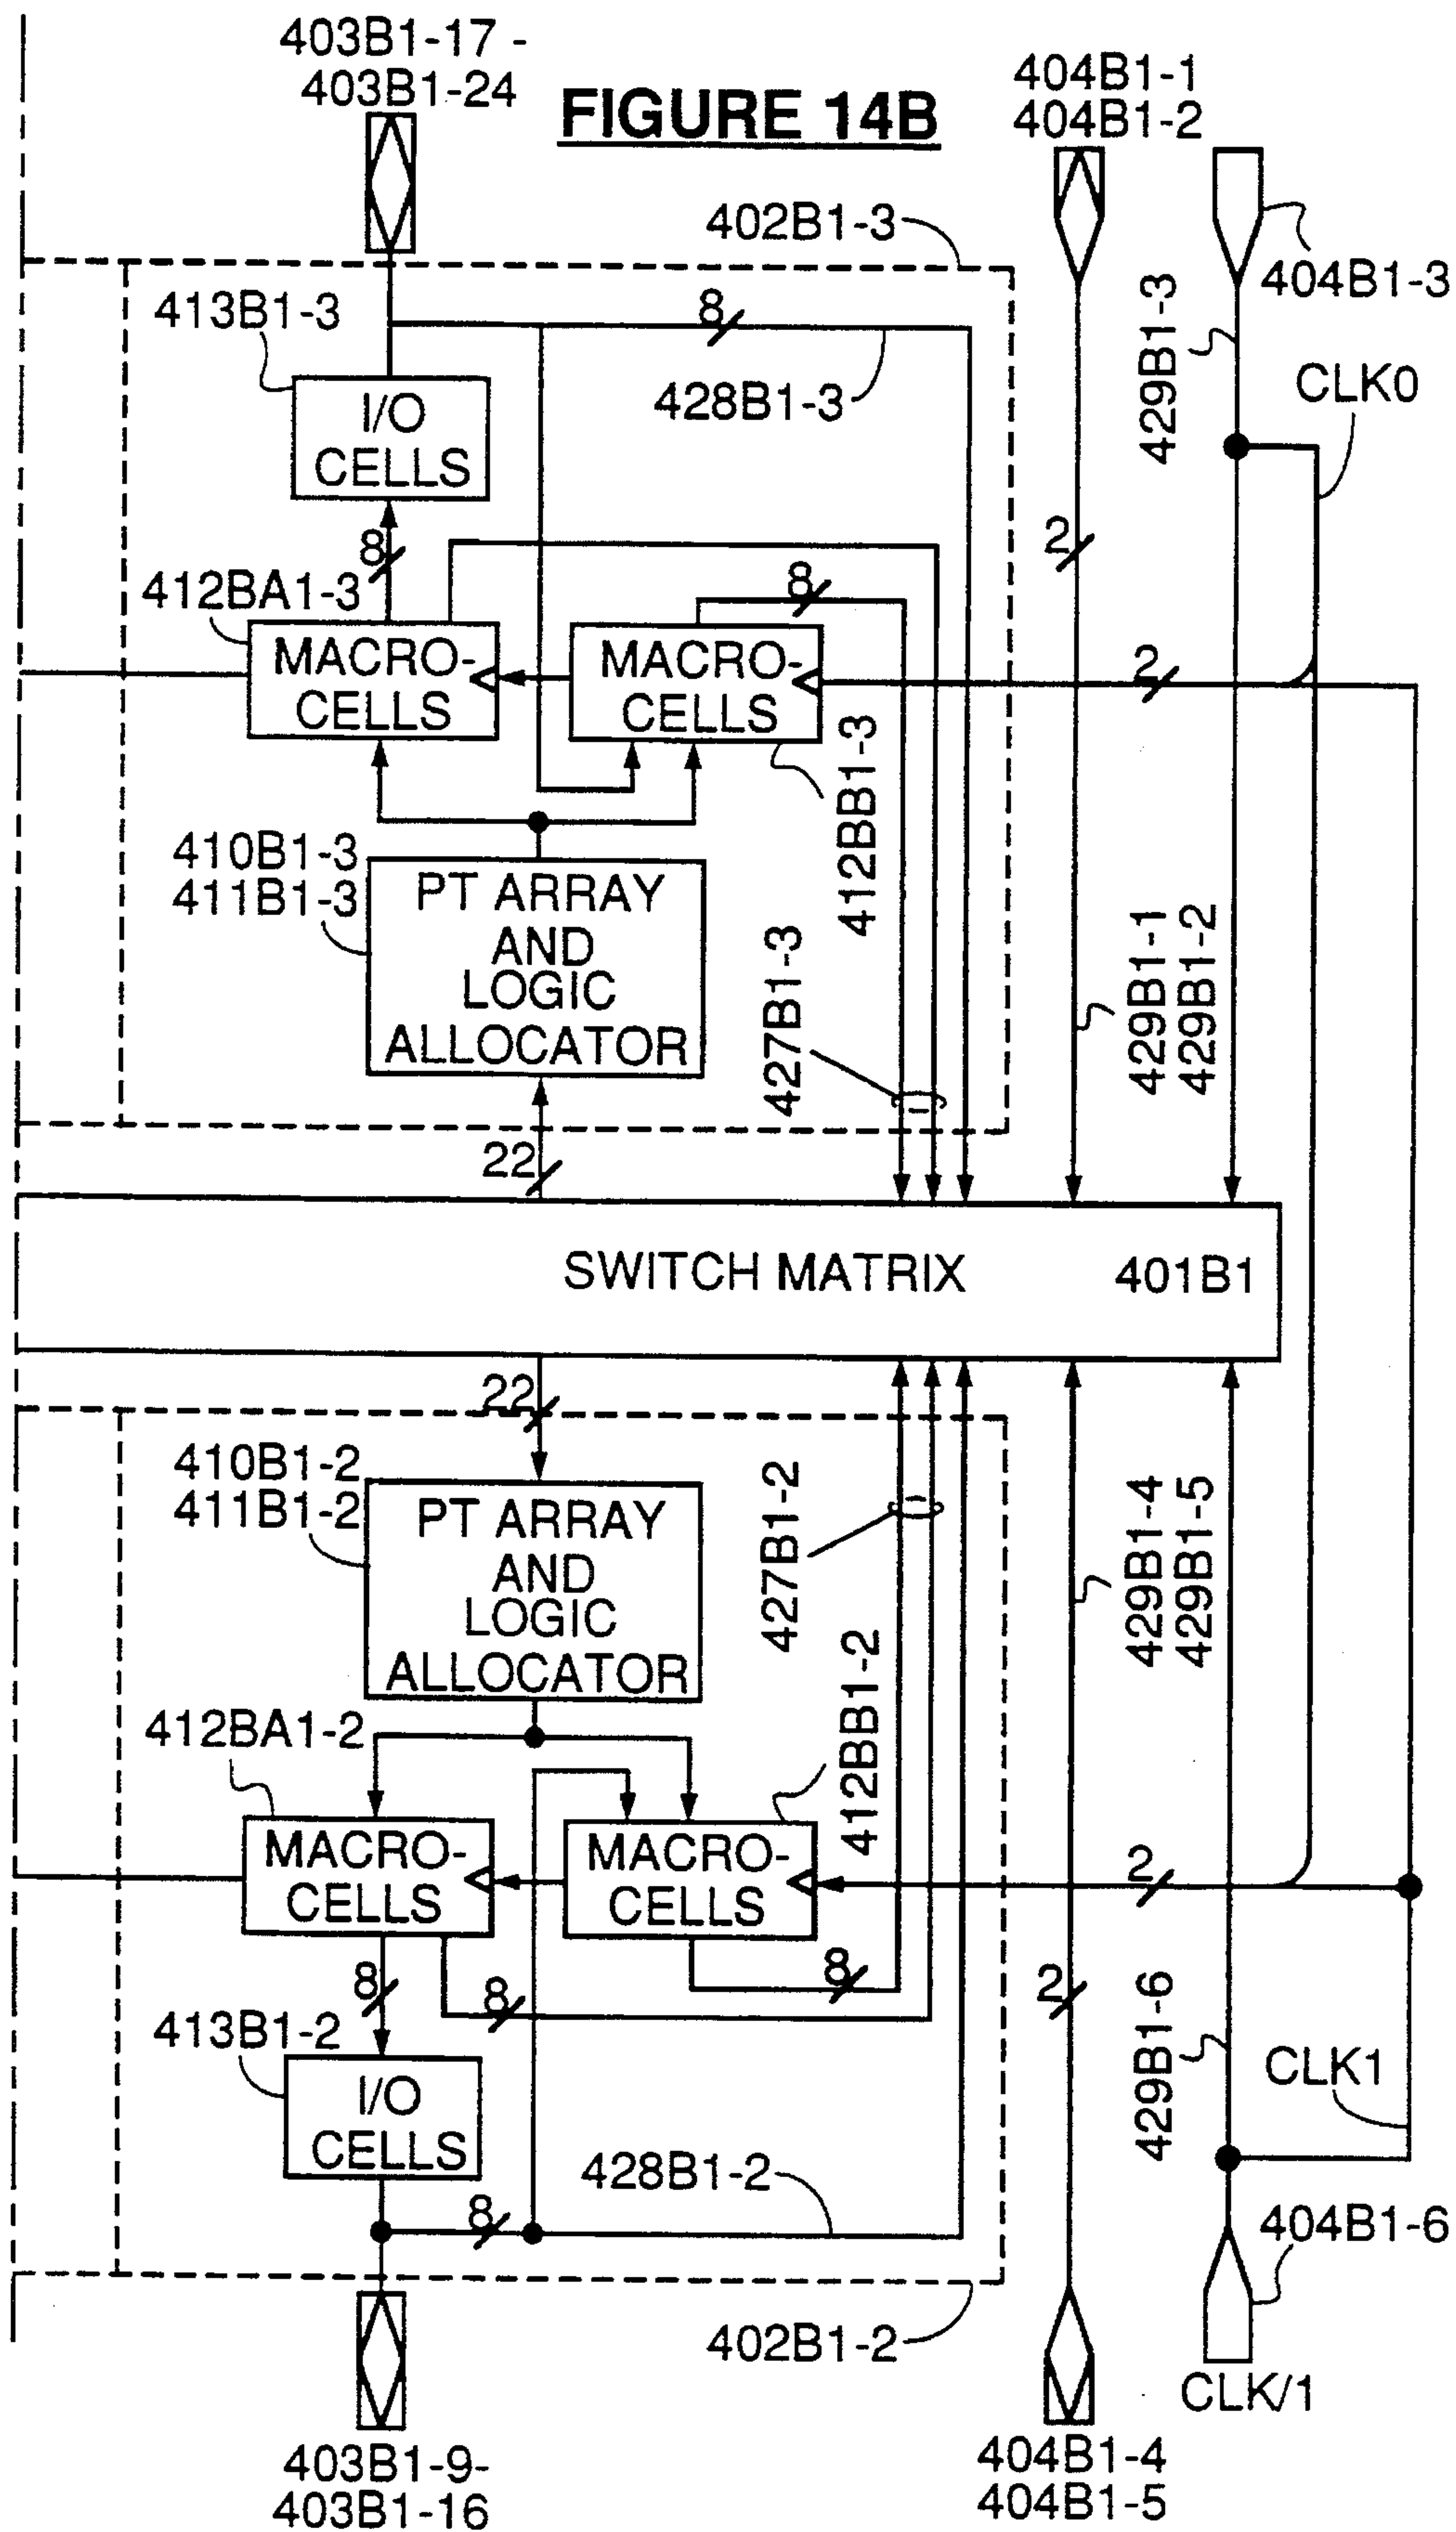 403B1-17 -
403B1-24
FIGURE 14B
404B1-1
404B1-2
402B1-3
404B1-3
413B1-3
8
429B1-3
CLK0
428B1-3
I/O
CELLS
2
8
412BA1-3
8
MACRO-
CELLS
MACRO-
CELLS
2
412BB1-3
410B1-3
411B1-3
PT ARRAY
AND
LOGIC
ALLOCATOR
427B1-3
429B1-1
429B1-2
22
SWITCH MATRIX
401B1
22
410B1-2
411B1-2
PT ARRAY
AND
LOGIC
ALLOCATOR
427B1-2
429B1-4
429B1-5
412BA1-2
412BB1-2
MACRO-
CELLS
MACRO-
CELLS
2
8
8
8
2
413B1-2
429B1-6
CLK1
I/O
CELLS
428B1-2
8
404B1-6
402B1-2
CLK/1
403B1-9-
403B1-16
404B1-4
404B1-5